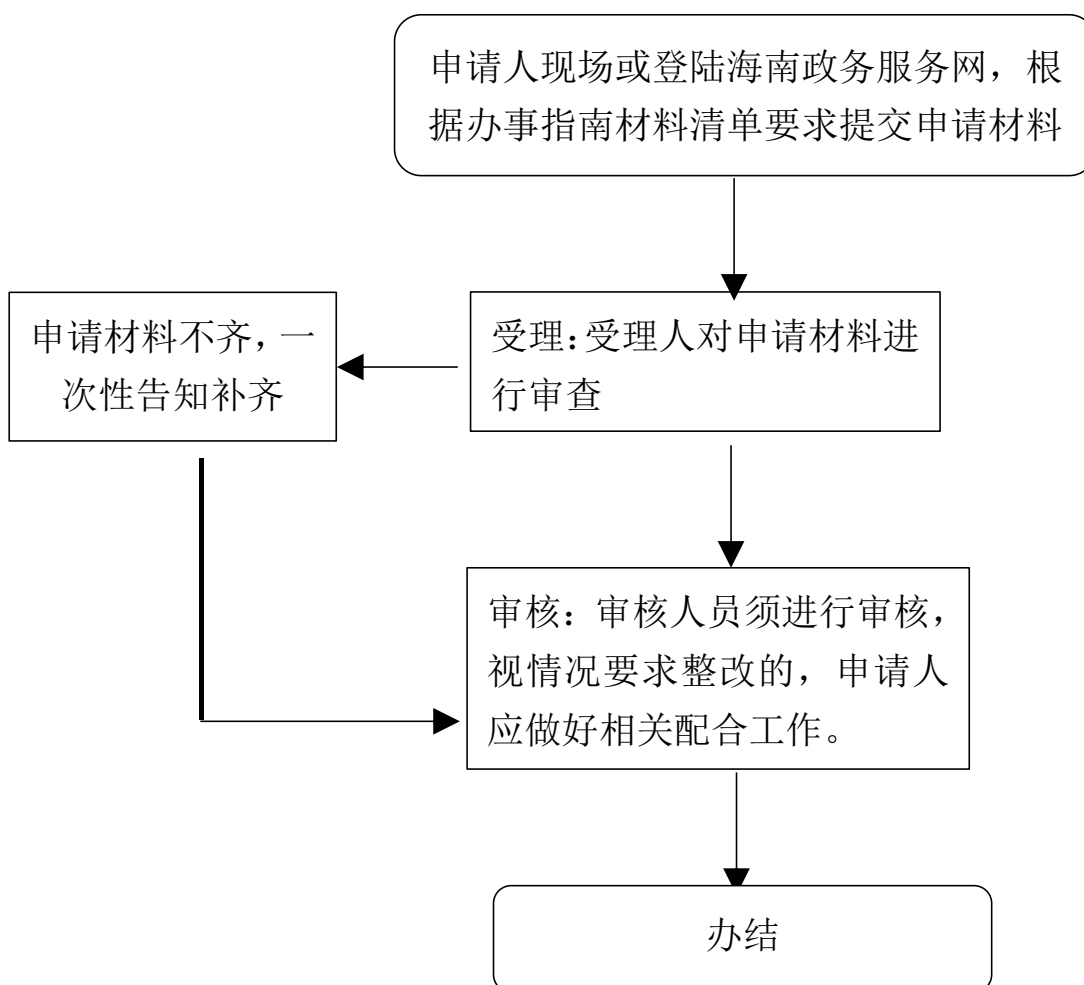 申请人现场或登陆海南政务服务网，根
据办事指南材料清单要求提交申请材料
申请材料不齐，一
次性告知补齐
受理：受理人对申请材料进
行审查
审核：审核人员须进行审核，
视情况要求整改的，申请人
应做好相关配合工作。
办结